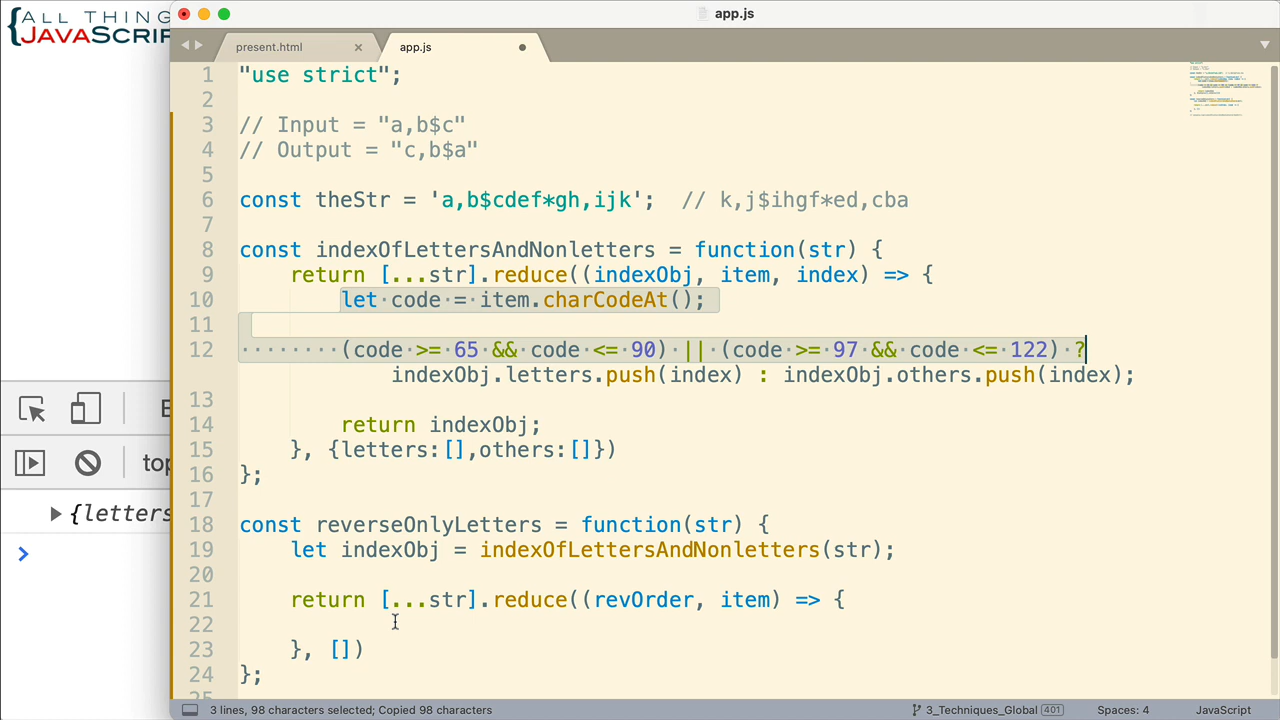 ALL THING
JAVASCRIP
app.js
present.html
app.js
1 "use strict";
2
3 // Input = "a,b$c"
4 // Output = "c,b$a"
5
6 const theStr = 'a,b$cdef*gh,ijk';  // k,j$ihgf*ed,cba
7
8 const indexOfLettersAndNonletters = function(str) {
9     return [...str].reduce((indexObj, item, index) => {
10         let code = item.charCodeAt();
11
12         (code >= 65 && code <= 90) || (code >= 97 && code <= 122) ?
            indexObj.letters.push(index) : indexObj.others.push(index);
13
14         return indexObj;
15     }, {letters:[],others:[]})
16 };
17
18 const reverseOnlyLetters = function(str) {
19     let indexObj = indexOfLettersAndNonletters(str);
20
21     return [...str].reduce((revOrder, item) => {
22
23     }, [])
24 };
25
top
{letters
3 lines, 98 characters selected; Copied 98 characters
3_Techniques_Global 401
Spaces: 4
JavaScript